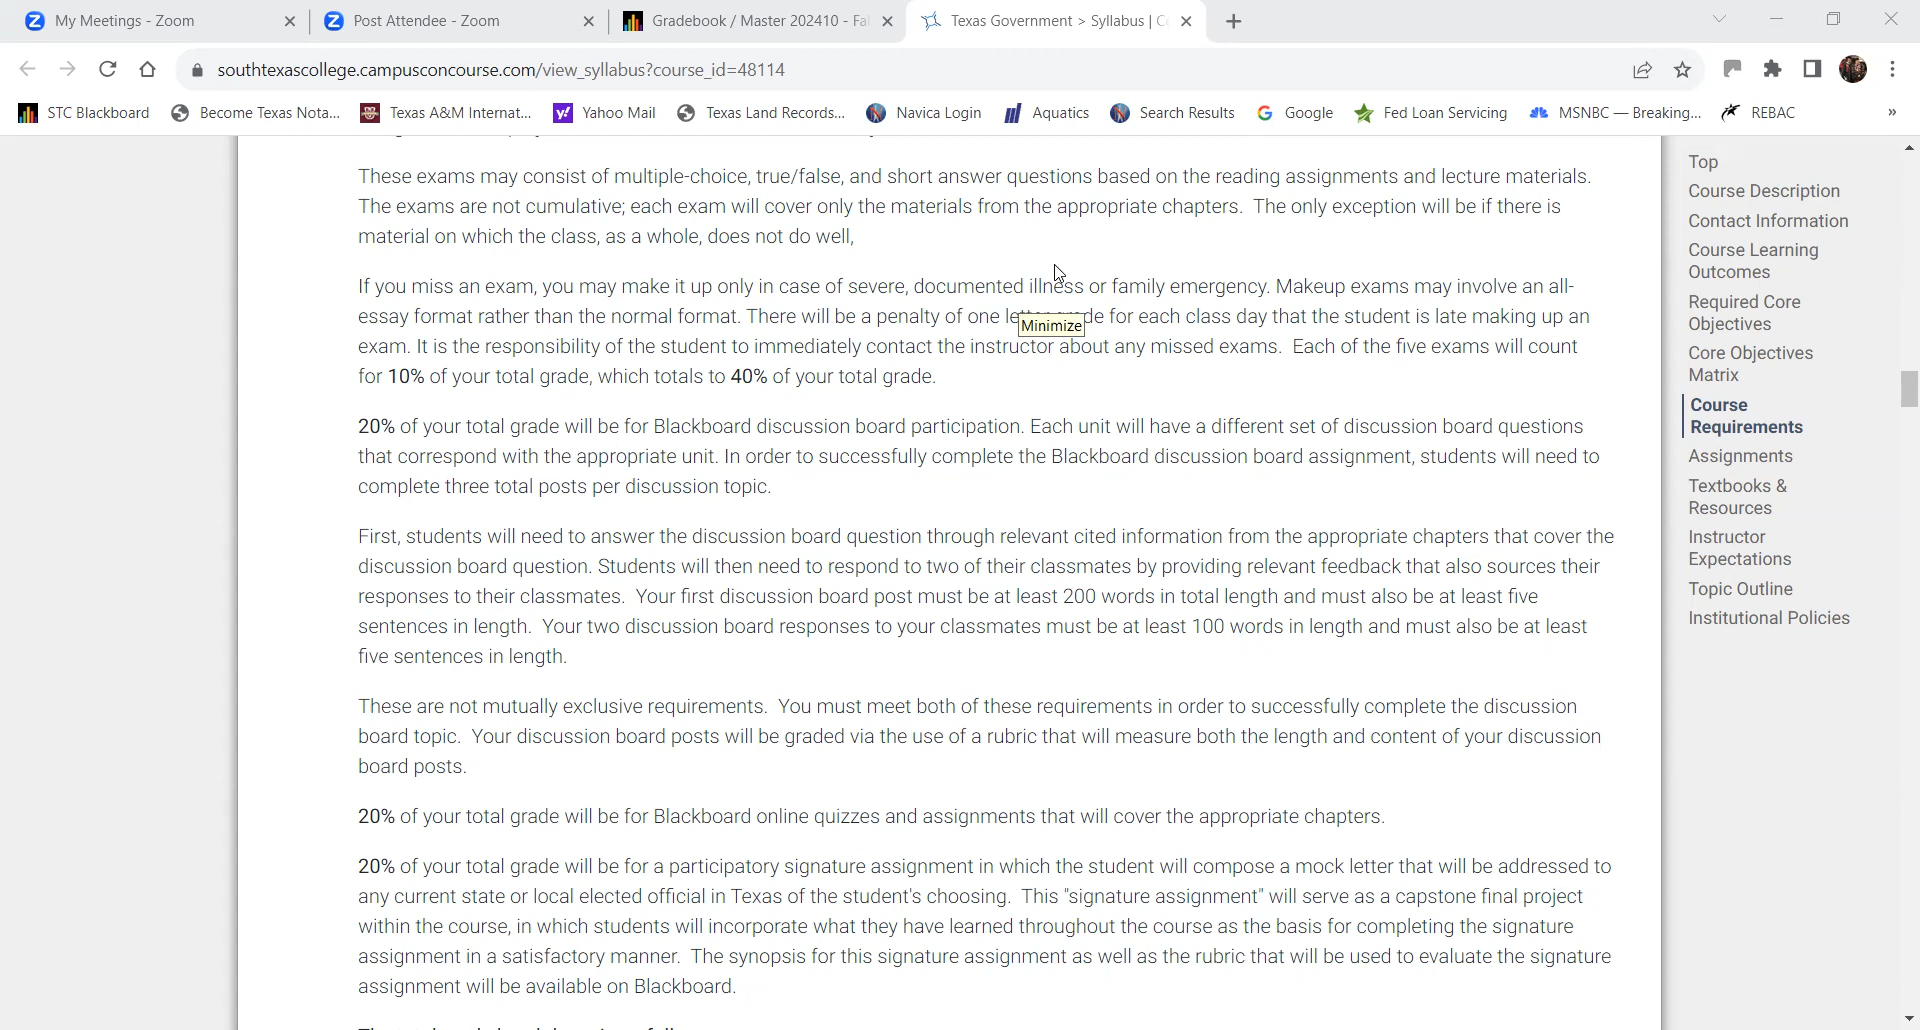 My Meetings - Zoom
Post Attendee - Zoom
Gradebook / Master 202410 - Fal
Texas Government > Syllabus | C
southtexascollege.campusconcourse.com/view_syllabus?course_id=48114
STC Blackboard
Become Texas Nota...
Texas A&M Internat...
Yahoo Mail
Texas Land Records...
Navica Login
Aquatics
Search Results
Google
Fed Loan Servicing
MSNBC — Breaking...
REBAC
»
These exams may consist of multiple-choice, true/false, and short answer questions based on the reading assignments and lecture materials.
The exams are not cumulative; each exam will cover only the materials from the appropriate chapters. The only exception will be if there is
material on which the class, as a whole, does not do well,
If you miss an exam, you may make it up only in case of severe, documented illness or family emergency. Makeup exams may involve an all-
essay format rather than the normal format. There will be a penalty of one letter grade for each class day that the student is late making up an
Minimize
exam. It is the responsibility of the student to immediately contact the instructor about any missed exams. Each of the five exams will count
for 10% of your total grade, which totals to 40% of your total grade.
20% of your total grade will be for Blackboard discussion board participation. Each unit will have a different set of discussion board questions
that correspond with the appropriate unit. In order to successfully complete the Blackboard discussion board assignment, students will need to
complete three total posts per discussion topic.
First, students will need to answer the discussion board question through relevant cited information from the appropriate chapters that cover the
discussion board question. Students will then need to respond to two of their classmates by providing relevant feedback that also sources their
responses to their classmates. Your first discussion board post must be at least 200 words in total length and must also be at least five
sentences in length. Your two discussion board responses to your classmates must be at least 100 words in length and must also be at least
five sentences in length.
These are not mutually exclusive requirements. You must meet both of these requirements in order to successfully complete the discussion
board topic. Your discussion board posts will be graded via the use of a rubric that will measure both the length and content of your discussion
board posts.
20% of your total grade will be for Blackboard online quizzes and assignments that will cover the appropriate chapters.
20% of your total grade will be for a participatory signature assignment in which the student will compose a mock letter that will be addressed to
any current state or local elected official in Texas of the student's choosing. This "signature assignment" will serve as a capstone final project
within the course, in which students will incorporate what they have learned throughout the course as the basis for completing the signature
assignment in a satisfactory manner. The synopsis for this signature assignment as well as the rubric that will be used to evaluate the signature
assignment will be available on Blackboard.
Top
Course Description
Contact Information
Course Learning
Outcomes
Required Core
Objectives
Core Objectives
Matrix
Course
Requirements
Assignments
Textbooks &
Resources
Instructor
Expectations
Topic Outline
Institutional Policies